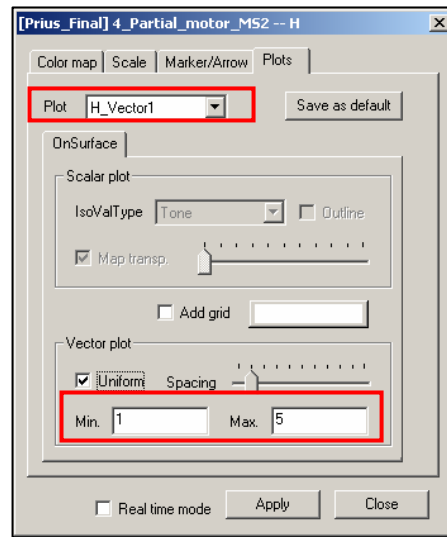 [Prius_Final] 4_Partial_motor_MS2 -- H
Color map Scale Marker/Arrow Plots
Plot H_Vector1 Save as default
OnSurface
Scalar plot
IsoValType Tone Outline
Map transp.
Add grid
Vector plot
Uniform Spacing
Min. 1 Max. 5
Real time mode Apply Close